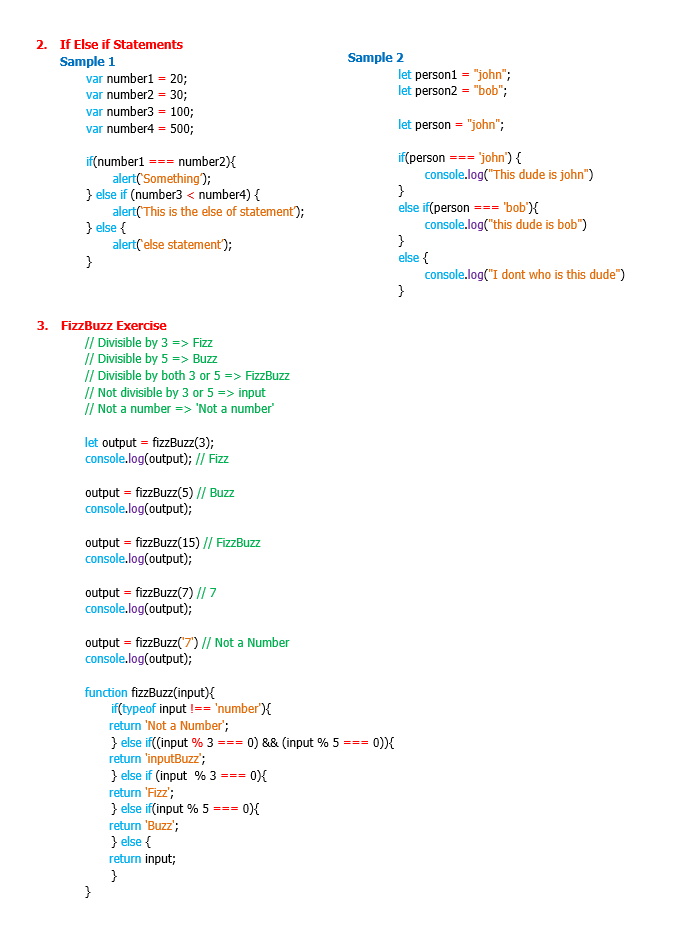 2. If Else if Statements
Sample 1
var number1 = 20;
var number2 = 30;
var number3 = 100;
var number4 = 500;
if(number1 === number2){
alert('Something');
} else if (number3 < number4) {
alert('This is the else of statement');
} else {
alert('else statement');
}
Sample 2
let person1 = "john";
let person2 = "bob";
let person = "john";
if(person === 'john') {
console.log("This dude is john")
}
else if(person === 'bob'){
console.log("this dude is bob")
}
else {
console.log("I dont who is this dude")
}
3. FizzBuzz Exercise
// Divisible by 3 => Fizz
// Divisible by 5 => Buzz
// Divisible by both 3 or 5 => FizzBuzz
// Not divisible by 3 or 5 => input
// Not a number => 'Not a number'
let output = fizzBuzz(3);
console.log(output); // Fizz
output = fizzBuzz(5) // Buzz
console.log(output);
output = fizzBuzz(15) // FizzBuzz
console.log(output);
output = fizzBuzz(7) // 7
console.log(output);
output = fizzBuzz('7') // Not a Number
console.log(output);
function fizzBuzz(input){
if(typeof input !== 'number'){
return 'Not a Number';
} else if((input % 3 === 0) && (input % 5 === 0)){
return 'inputBuzz';
} else if (input  % 3 === 0){
return 'Fizz';
} else if(input % 5 === 0){
return 'Buzz';
} else {
return input;
}
}